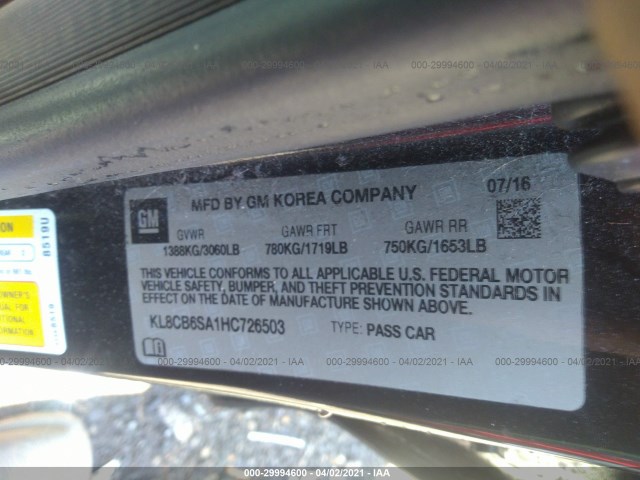 000-29994600 - 04/02/2021 - IAA 000-29994600 - 04/02/2021 - IAA
GM MFD BY GM KOREA COMPANY 07/16
GVWR GAWR FRT GAWR RR
1388KG/3060LB 780KG/1719LB 750KG/1653LB
THIS VEHICLE CONFORMS TO ALL APPLICABLE U.S. FEDERAL MOTOR
VEHICLE SAFETY, BUMPER, AND THEFT PREVENTION STANDARDS IN
EFFECT ON THE DATE OF MANUFACTURE SHOWN ABOVE.
KL8CB6SA1HC726503 TYPE: PASS CAR
8519U
000-29994600 - 04/02/2021 - IAA 000-29994600 - 04/02/2021 - IAA
000-29994600 - 04/02/2021 - IAA